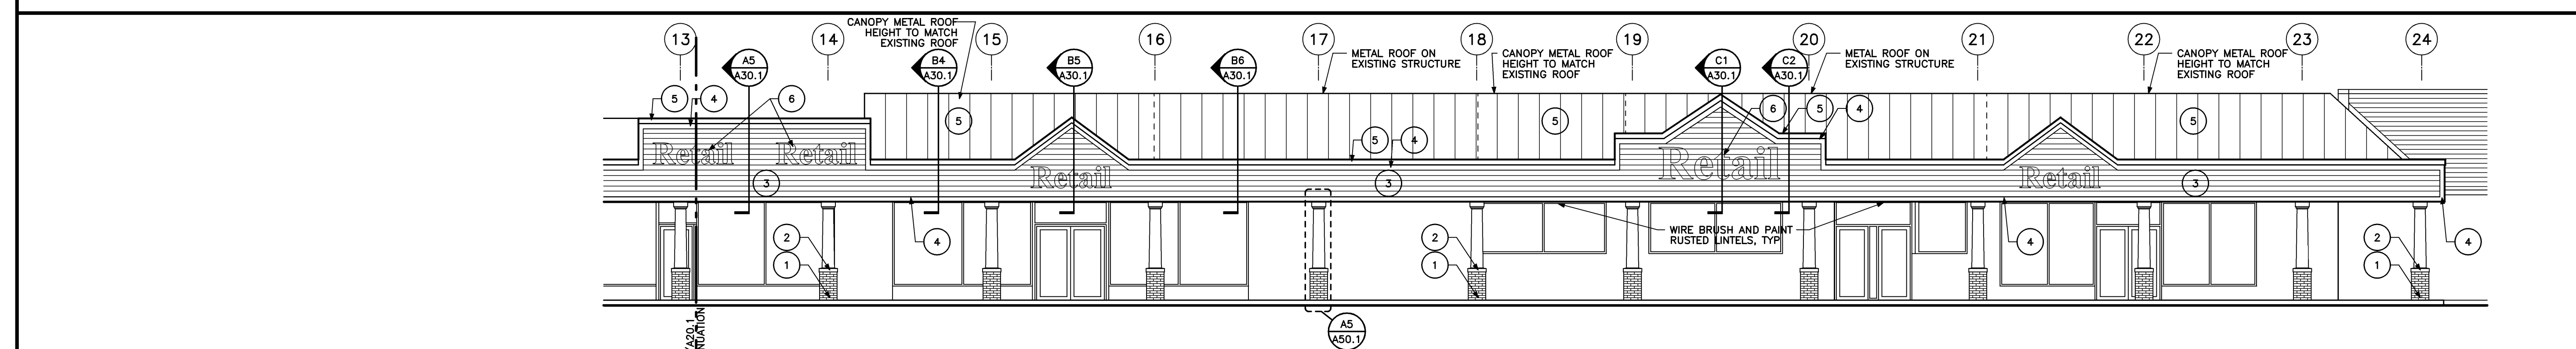 CANOPY METAL ROOF
HEIGHT TO MATCH
EXISTING ROOF
13
14
15
16
17
18
19
20
21
22
23
24
METAL ROOF ON
EXISTING STRUCTURE
CANOPY METAL ROOF
HEIGHT TO MATCH
EXISTING ROOF
METAL ROOF ON
EXISTING STRUCTURE
CANOPY METAL ROOF
HEIGHT TO MATCH
EXISTING ROOF
A5
A30.1
B4
A30.1
B5
A30.1
B6
A30.1
C1
A30.1
C2
A30.1
5
4
6
5
5
6
5
4
5
5
4
Retail
Retail
Retail
Retail
Retail
3
3
3
2
1
4
2
1
WIRE BRUSH AND PAINT
RUSTED LINTELS, TYP
4
2
1
4
A5
A50.1
/A20.1
NUATION